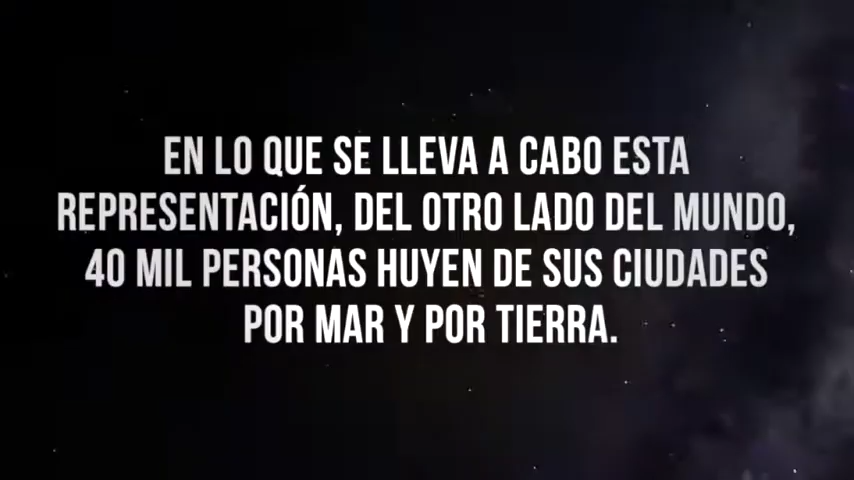 EN LO QUE SE LLEVA A CABO ESTA
REPRESENTACIÓN, DEL OTRO LADO DEL MUNDO,
40 MIL PERSONAS HUYEN DE SUS CIUDADES
POR MAR Y POR TIERRA.